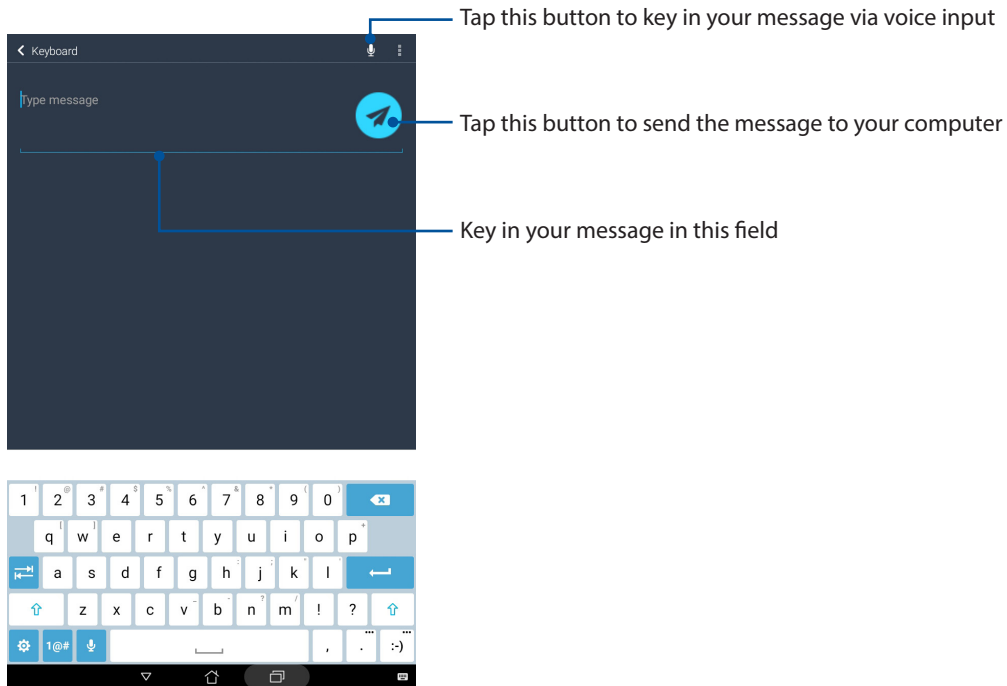 Tap this button to key in your message via voice input
Keyboard
Type message
Tap this button to send the message to your computer
Key in your message in this field
1 ! 2 @ 3 # 4 $ 5 % 6 ^ 7 & 8 * 9 ( 0 )
q [ w ] e r t y u i o p +
a s d f g h : j ; k " l '
z x c v - b n ? m / ! ?
1@# , . ... :-) ...